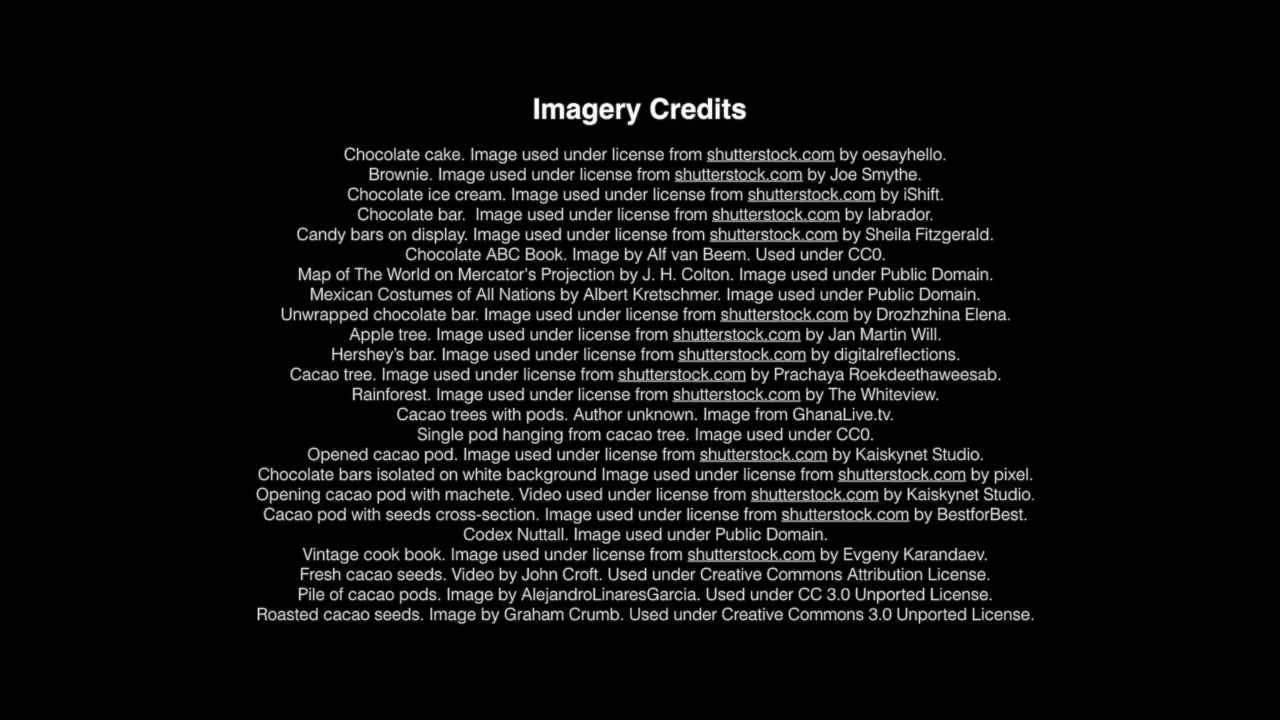 Imagery Credits
Chocolate cake. Image used under license from shutterstock.com by oesayhello.
Brownie. Image used under license from shutterstock.com by Joe Smythe.
Chocolate ice cream. Image used under license from shutterstock.com by iShift.
Chocolate bar.  Image used under license from shutterstock.com by labrador.
Candy bars on display. Image used under license from shutterstock.com by Sheila Fitzgerald.
Chocolate ABC Book. Image by Alf van Beem. Used under CC0.
Map of The World on Mercator's Projection by J. H. Colton. Image used under Public Domain.
Mexican Costumes of All Nations by Albert Kretschmer. Image used under Public Domain.
Unwrapped chocolate bar. Image used under license from shutterstock.com by Drozhzhina Elena.
Apple tree. Image used under license from shutterstock.com by Jan Martin Will.
Hershey’s bar. Image used under license from shutterstock.com by digitalreflections.
Cacao tree. Image used under license from shutterstock.com by Prachaya Roekdeethaweesab.
Rainforest. Image used under license from shutterstock.com by The Whiteview.
Cacao trees with pods. Author unknown. Image from GhanaLive.tv.
Single pod hanging from cacao tree. Image used under CC0.
Opened cacao pod. Image used under license from shutterstock.com by Kaiskynet Studio.
Chocolate bars isolated on white background Image used under license from shutterstock.com by pixel.
Opening cacao pod with machete. Video used under license from shutterstock.com by Kaiskynet Studio.
Cacao pod with seeds cross-section. Image used under license from shutterstock.com by BestforBest.
Codex Nuttall. Image used under Public Domain.
Vintage cook book. Image used under license from shutterstock.com by Evgeny Karandaev.
Fresh cacao seeds. Video by John Croft. Used under Creative Commons Attribution License.
Pile of cacao pods. Image by AlejandroLinaresGarcia. Used under CC 3.0 Unported License.
Roasted cacao seeds. Image by Graham Crumb. Used under Creative Commons 3.0 Unported License.